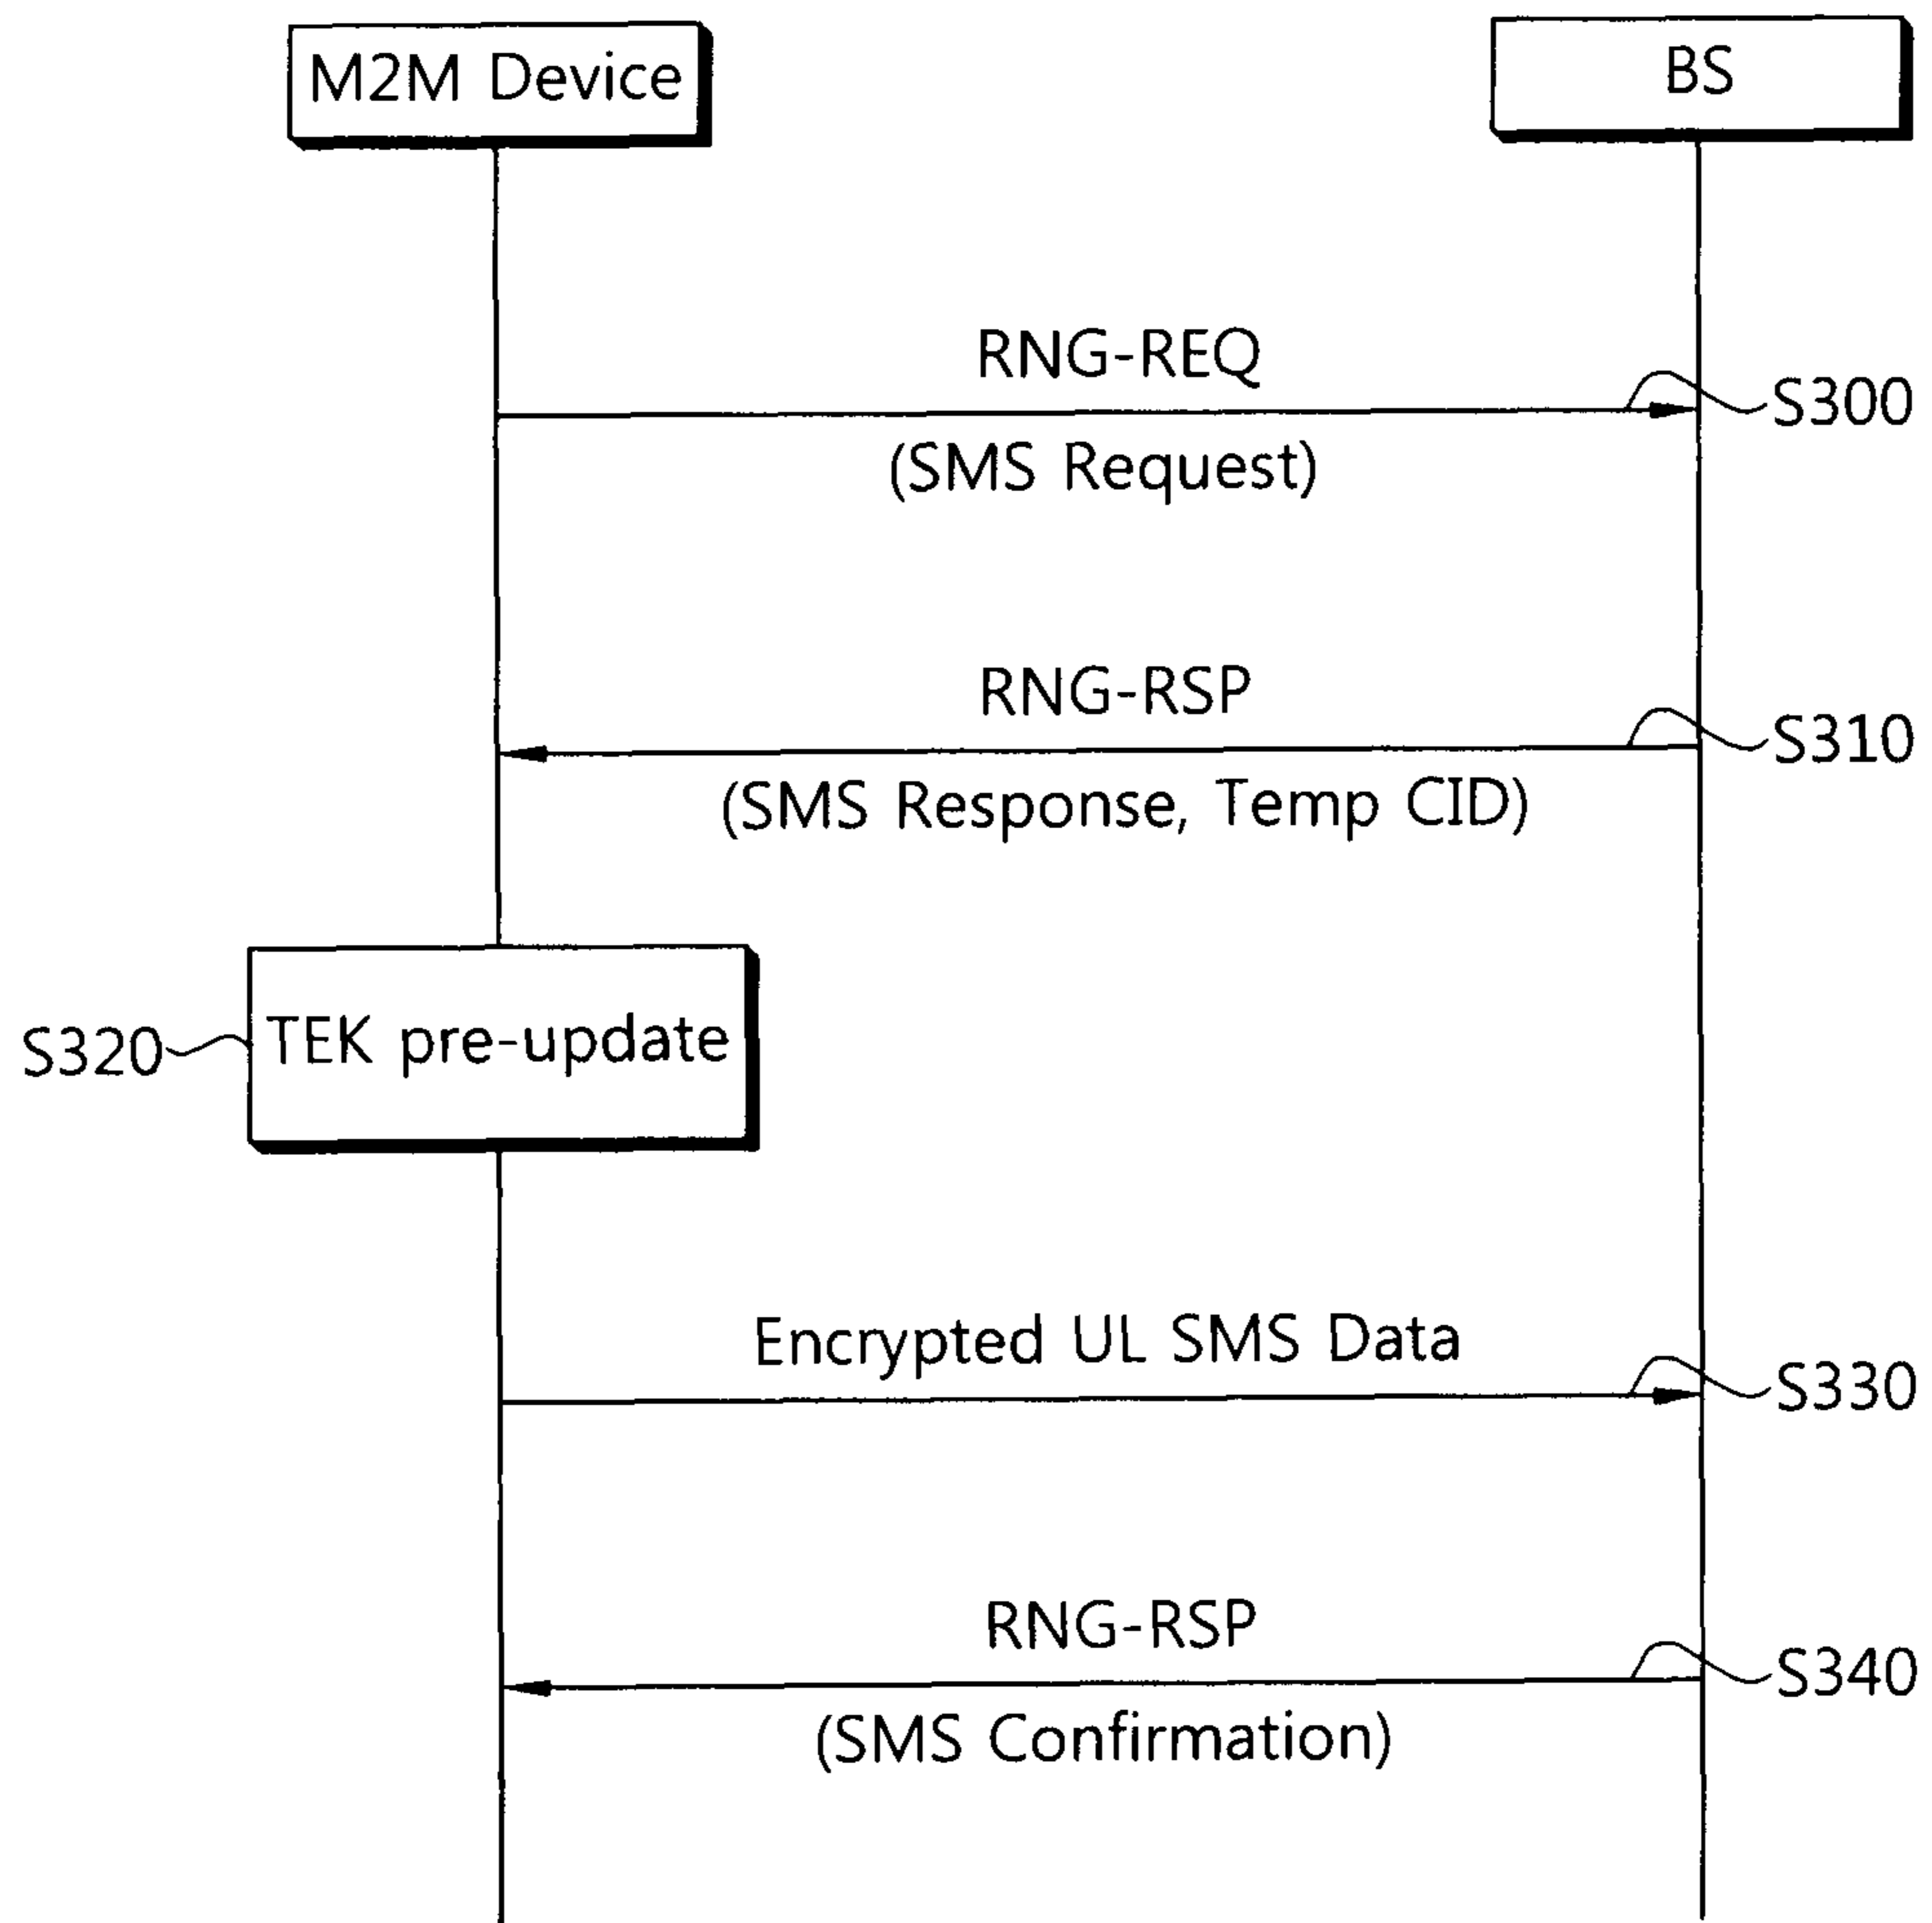 M2M Device
BS
RNG-REQ
S300
(SMS Request)
RNG-RSP
S310
(SMS Response, Temp CID)
S320
TEK pre-update
Encrypted UL SMS Data
S330
RNG-RSP
S340
(SMS Confirmation)